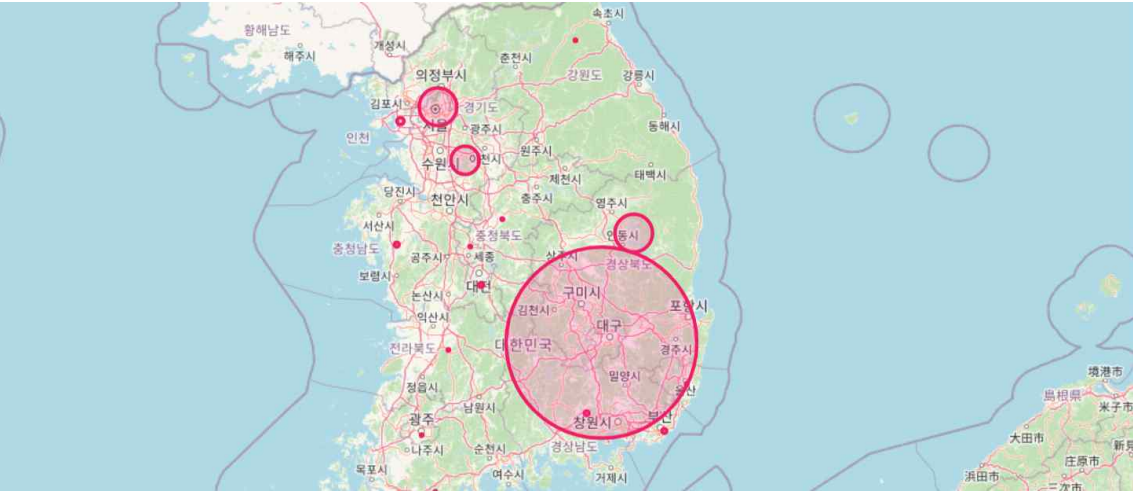 속초시
황해남도
해주시
개성시
춘천시
의정부시
강원도
강릉시
김포시
경기도
서울
광주시
동해시
인천
수원시
이천시
원주시
제천시
태백시
당진시
천안시
충주시
영주시
서산시
안동시
충청북도
충청남도
공주시
세종
상주시
경상북도
보령시
대전
논산시
구미시
김천시
포항시
익산시
대구
대한민국
경주시
전라북도
밀양시
정읍시
울산
남원시
광주
창원시
부산
나주시
순천시
경상남도
목포시
여수시
거제시
境港市
島根県
米子市
大田市
新見
庄原市
浜田市
三次市